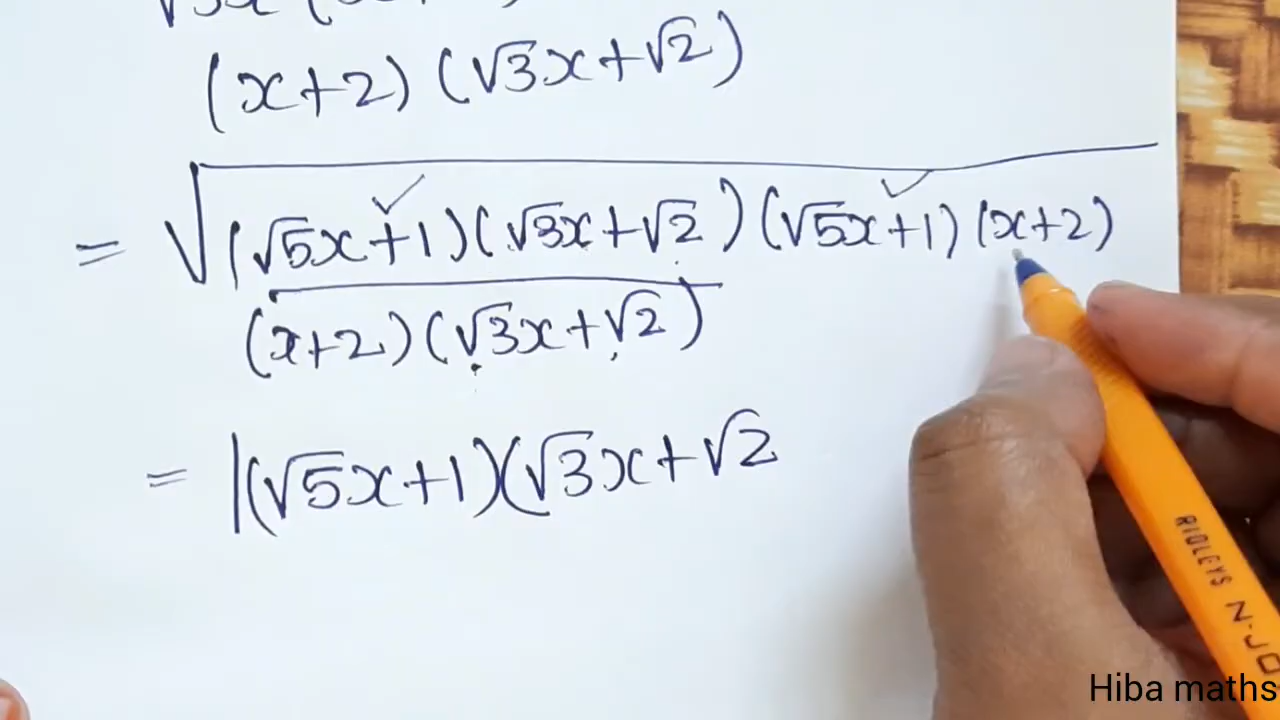 (x+2) (√3x+√2)
= √(√5x+1)(√3x+√2)(√5x+1)(x+2)
(x+2)(√3x+√2)
= |(√5x+1)(√3x+√2
RIDLEYS N-JO
Hiba maths